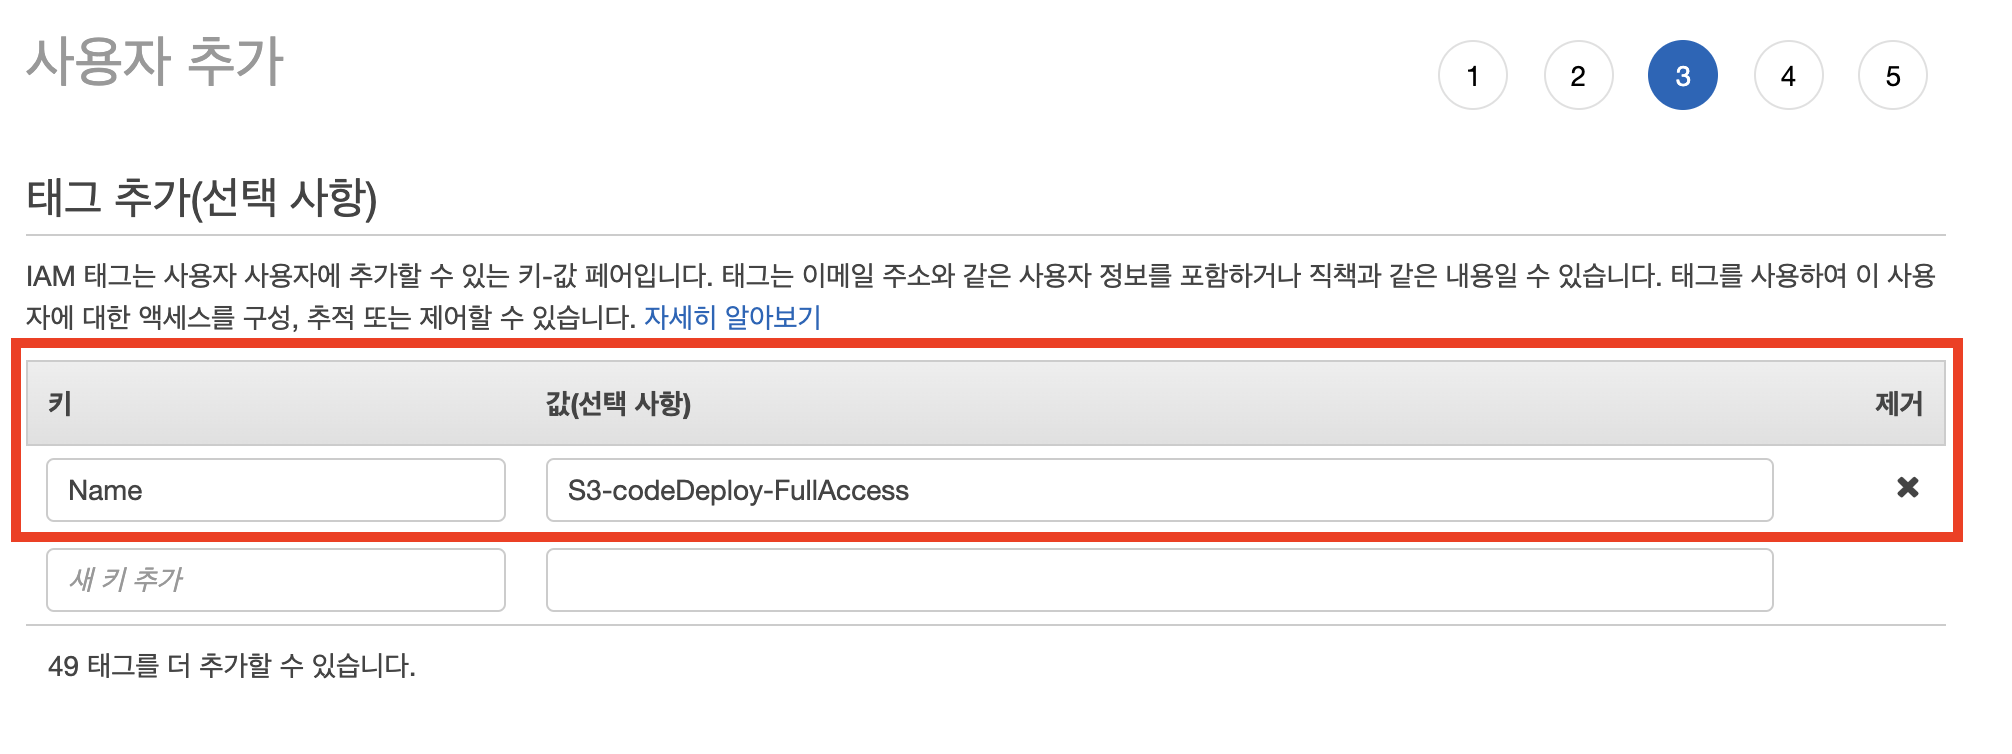 사용자 추가
1 2 3 4 5
태그 추가(선택 사항)
IAM 태그는 사용자 사용자에 추가할 수 있는 키-값 페어입니다. 태그는 이메일 주소와 같은 사용자 정보를 포함하거나 직책과 같은 내용일 수 있습니다. 태그를 사용하여 이 사용
자에 대한 액세스를 구성, 추적 또는 제어할 수 있습니다. 자세히 알아보기
키 값(선택 사항) 제거
Name S3-codeDeploy-FullAccess ✖
새 키 추가
49 태그를 더 추가할 수 있습니다.